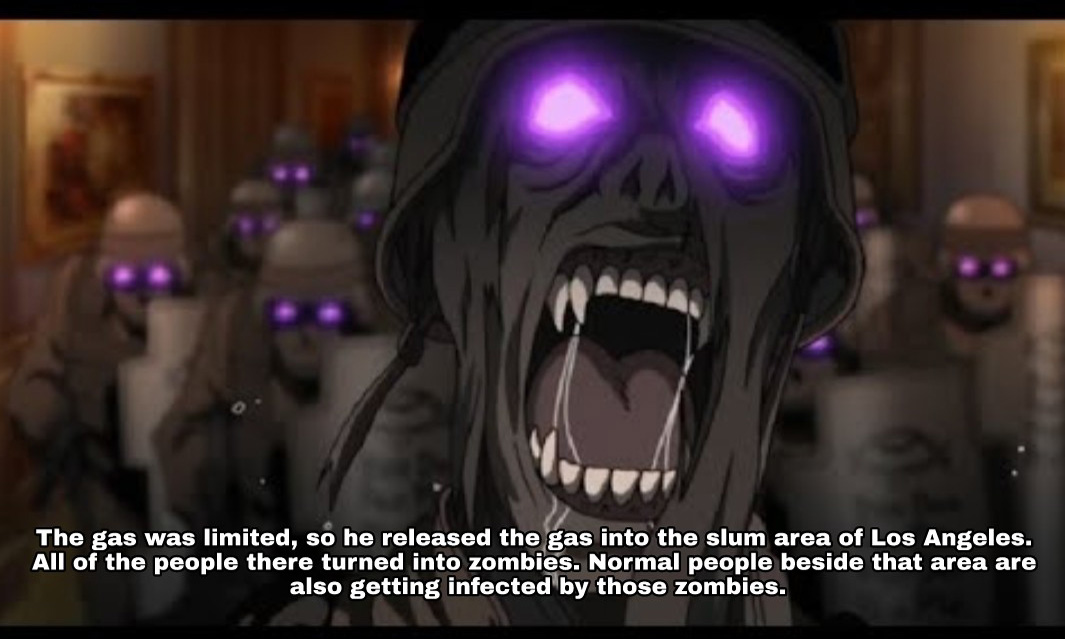 The gas was limited, so he released the gas into the slum area of Los Angeles.
All of the people there turned into zombies. Normal people beside that area are
also getting infected by those zombies.